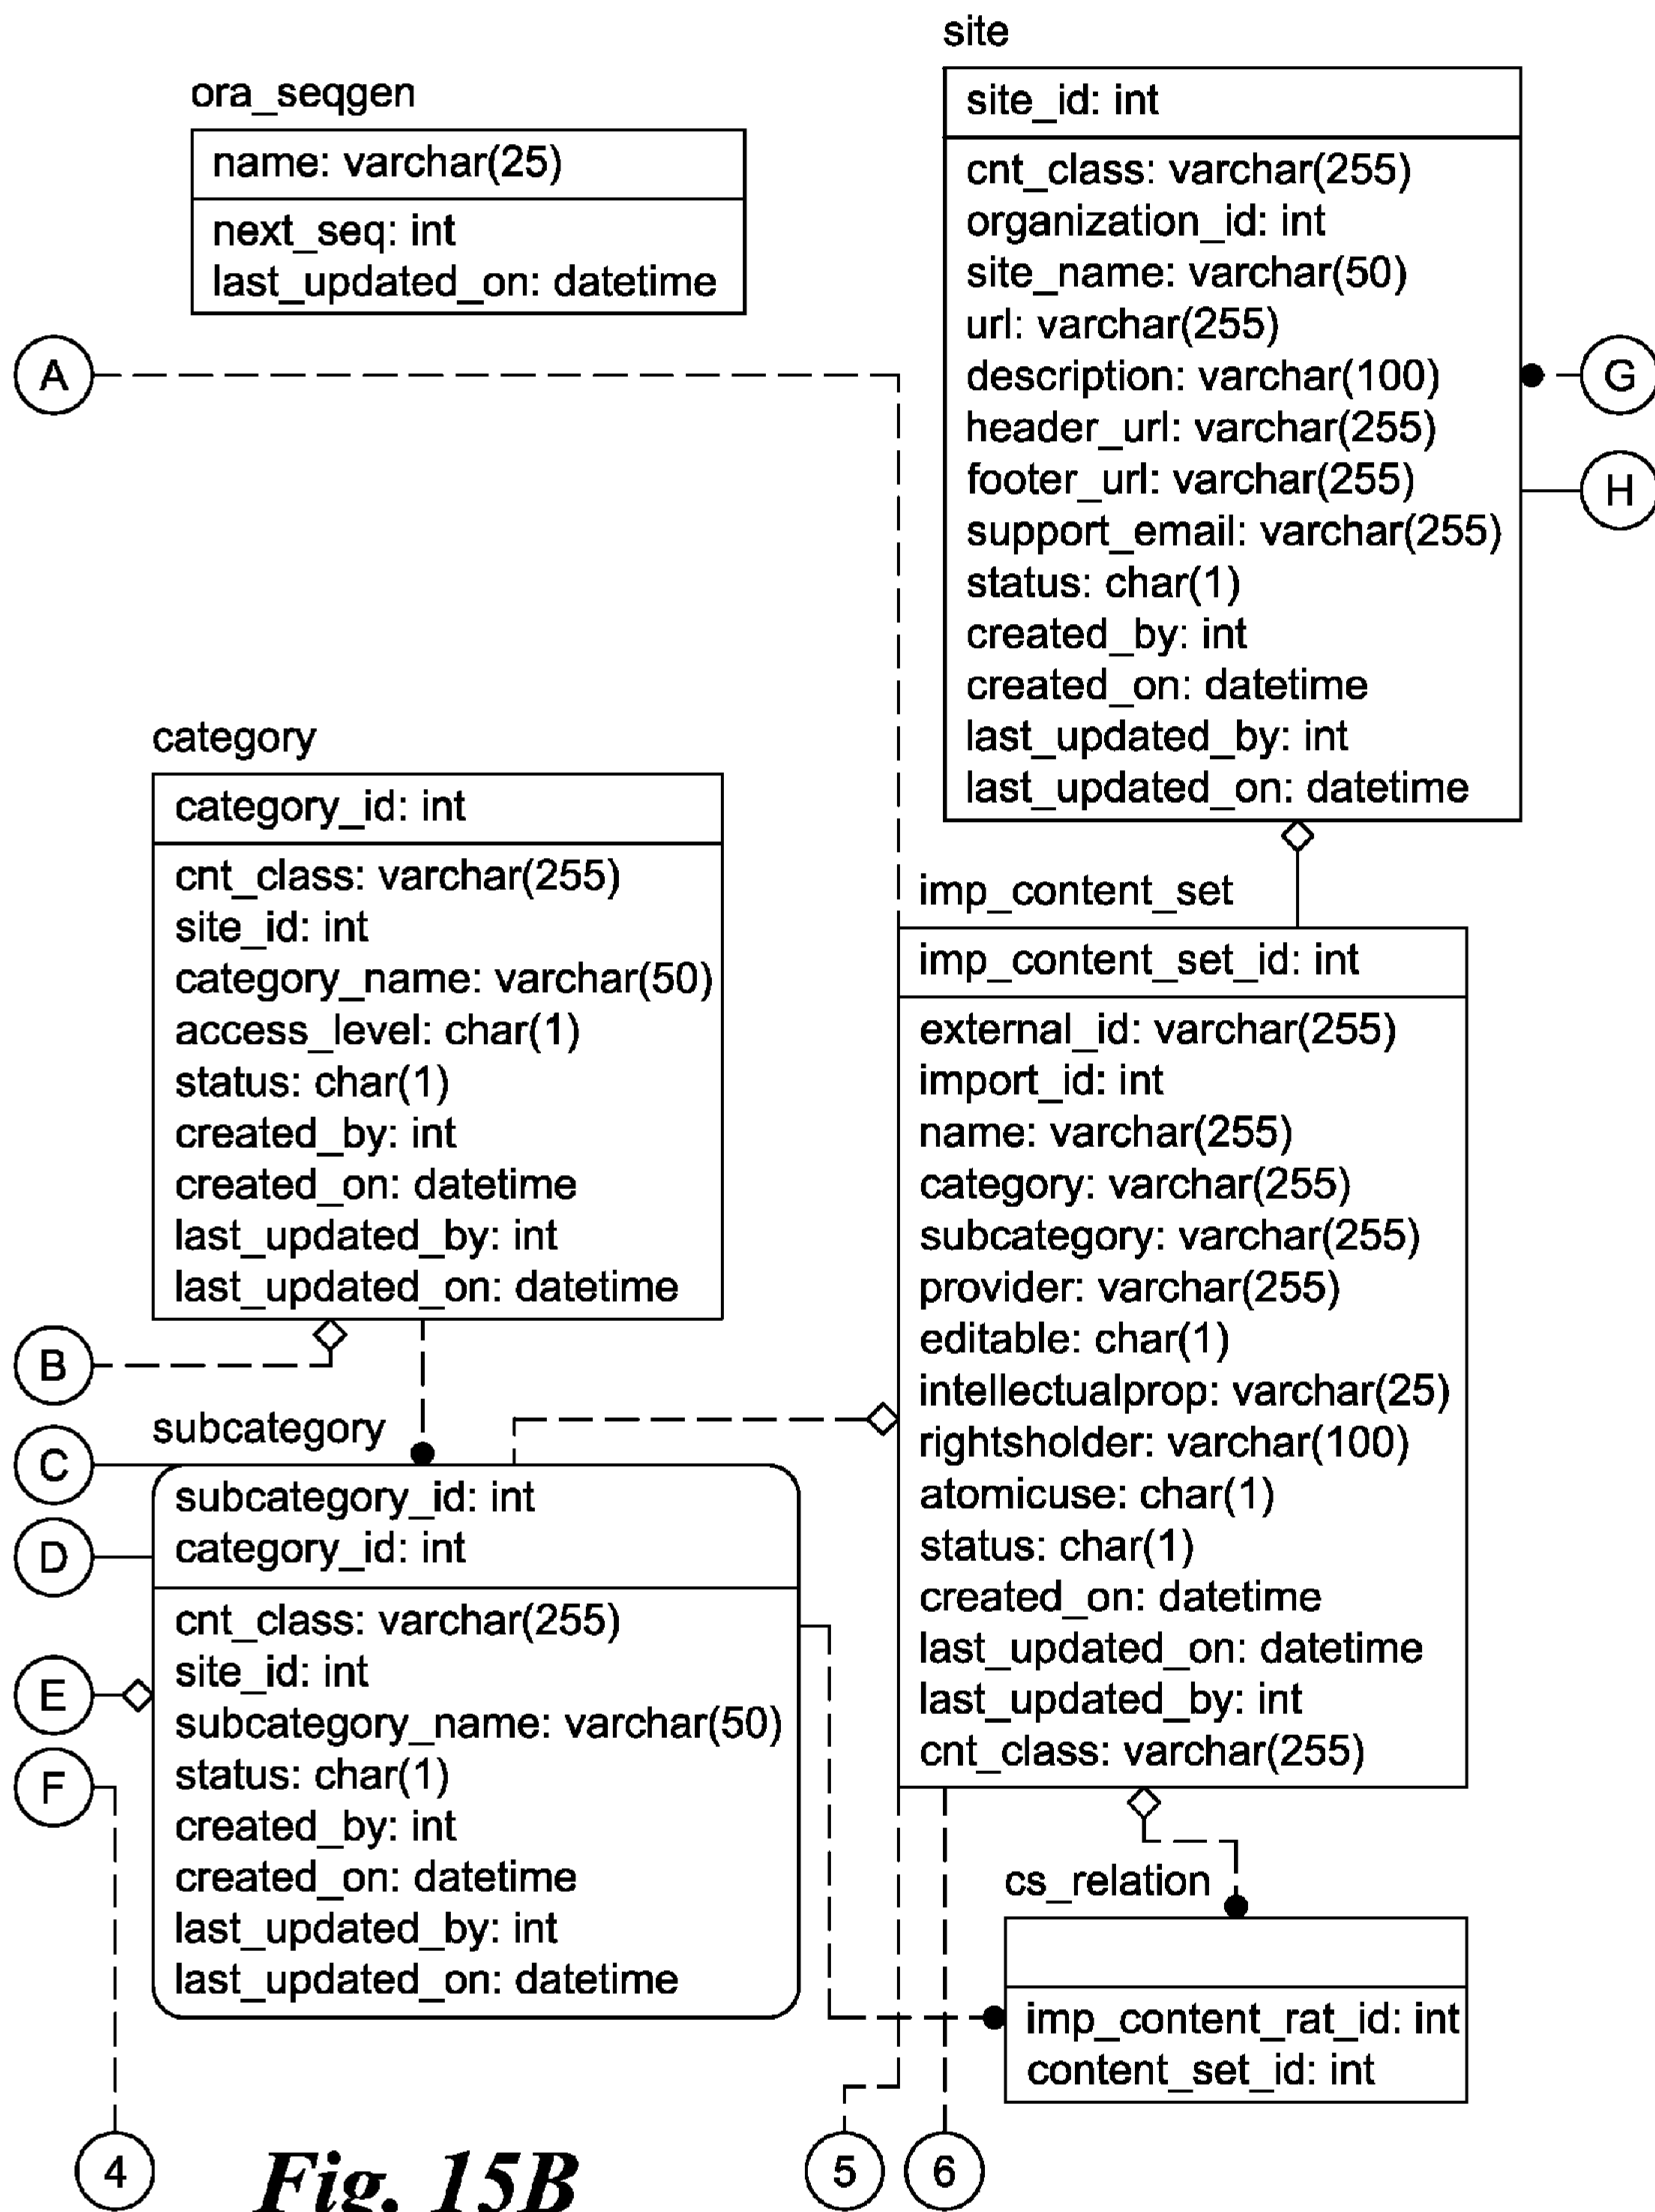 site
site_id: int
cnt_class: varchar(255)
organization_id: int
site_name: varchar(50)
url: varchar(255)
description: varchar(100)
header_url: varchar(255)
footer_url: varchar(255)
support_email: varchar(255)
status: char(1)
created_by: int
created_on: datetime
last_updated_by: int
last_updated_on: datetime
ora_seqgen
name: varchar(25)
next_seq: int
last_updated_on: datetime
A
G
H
category
category_id: int
cnt_class: varchar(255)
site_id: int
category_name: varchar(50)
access_level: char(1)
status: char(1)
created_by: int
created_on: datetime
last_updated_by: int
last_updated_on: datetime
imp_content_set
imp_content_set_id: int
external_id: varchar(255)
import_id: int
name: varchar(255)
category: varchar(255)
subcategory: varchar(255)
provider: varchar(255)
editable: char(1)
intellectualprop: varchar(25)
rightsholder: varchar(100)
atomicuse: char(1)
status: char(1)
created_on: datetime
last_updated_on: datetime
last_updated_by: int
cnt_class: varchar(255)
B
C
D
E
F
subcategory
subcategory_id: int
category_id: int
cnt_class: varchar(255)
site_id: int
subcategory_name: varchar(50)
status: char(1)
created_by: int
created_on: datetime
last_updated_by: int
last_updated_on: datetime
cs_relation
imp_content_rat_id: int
content_set_id: int
4
5
6
Fig. 15B